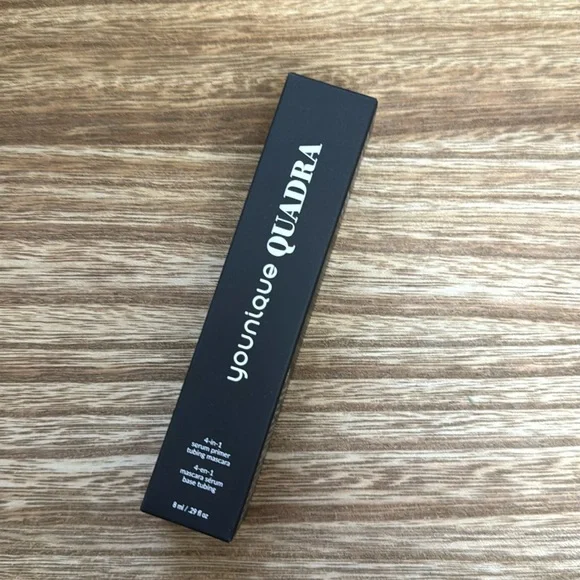 younique QUADRA
4-in-1
serum primer
tubing mascara
4-en-1
mascara sérum
base tubing
8 ml / .29 fl oz